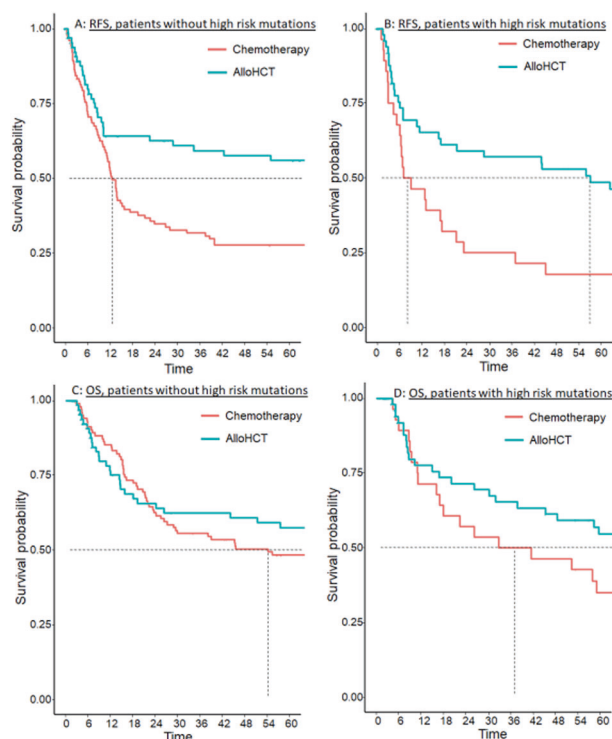 A: RFS, patients without high risk mutations
Chemotherapy
AlloHCT
Survival probability
1.00
0.75
0.50
0.25
0.00
0 6 12 18 24 30 36 42 48 54 60
Time
B: RFS, patients with high risk mutations
Chemotherapy
AlloHCT
Survival probability
1.00
0.75
0.50
0.25
0.00
0 6 12 18 24 30 36 42 48 54 60
Time
C: OS, patients without high risk mutations
Chemotherapy
AlloHCT
Survival probability
1.00
0.75
0.50
0.25
0.00
0 6 12 18 24 30 36 42 48 54 60
Time
D: OS, patients with high risk mutations
Chemotherapy
AlloHCT
Survival probability
1.00
0.75
0.50
0.25
0.00
0 6 12 18 24 30 36 42 48 54 60
Time